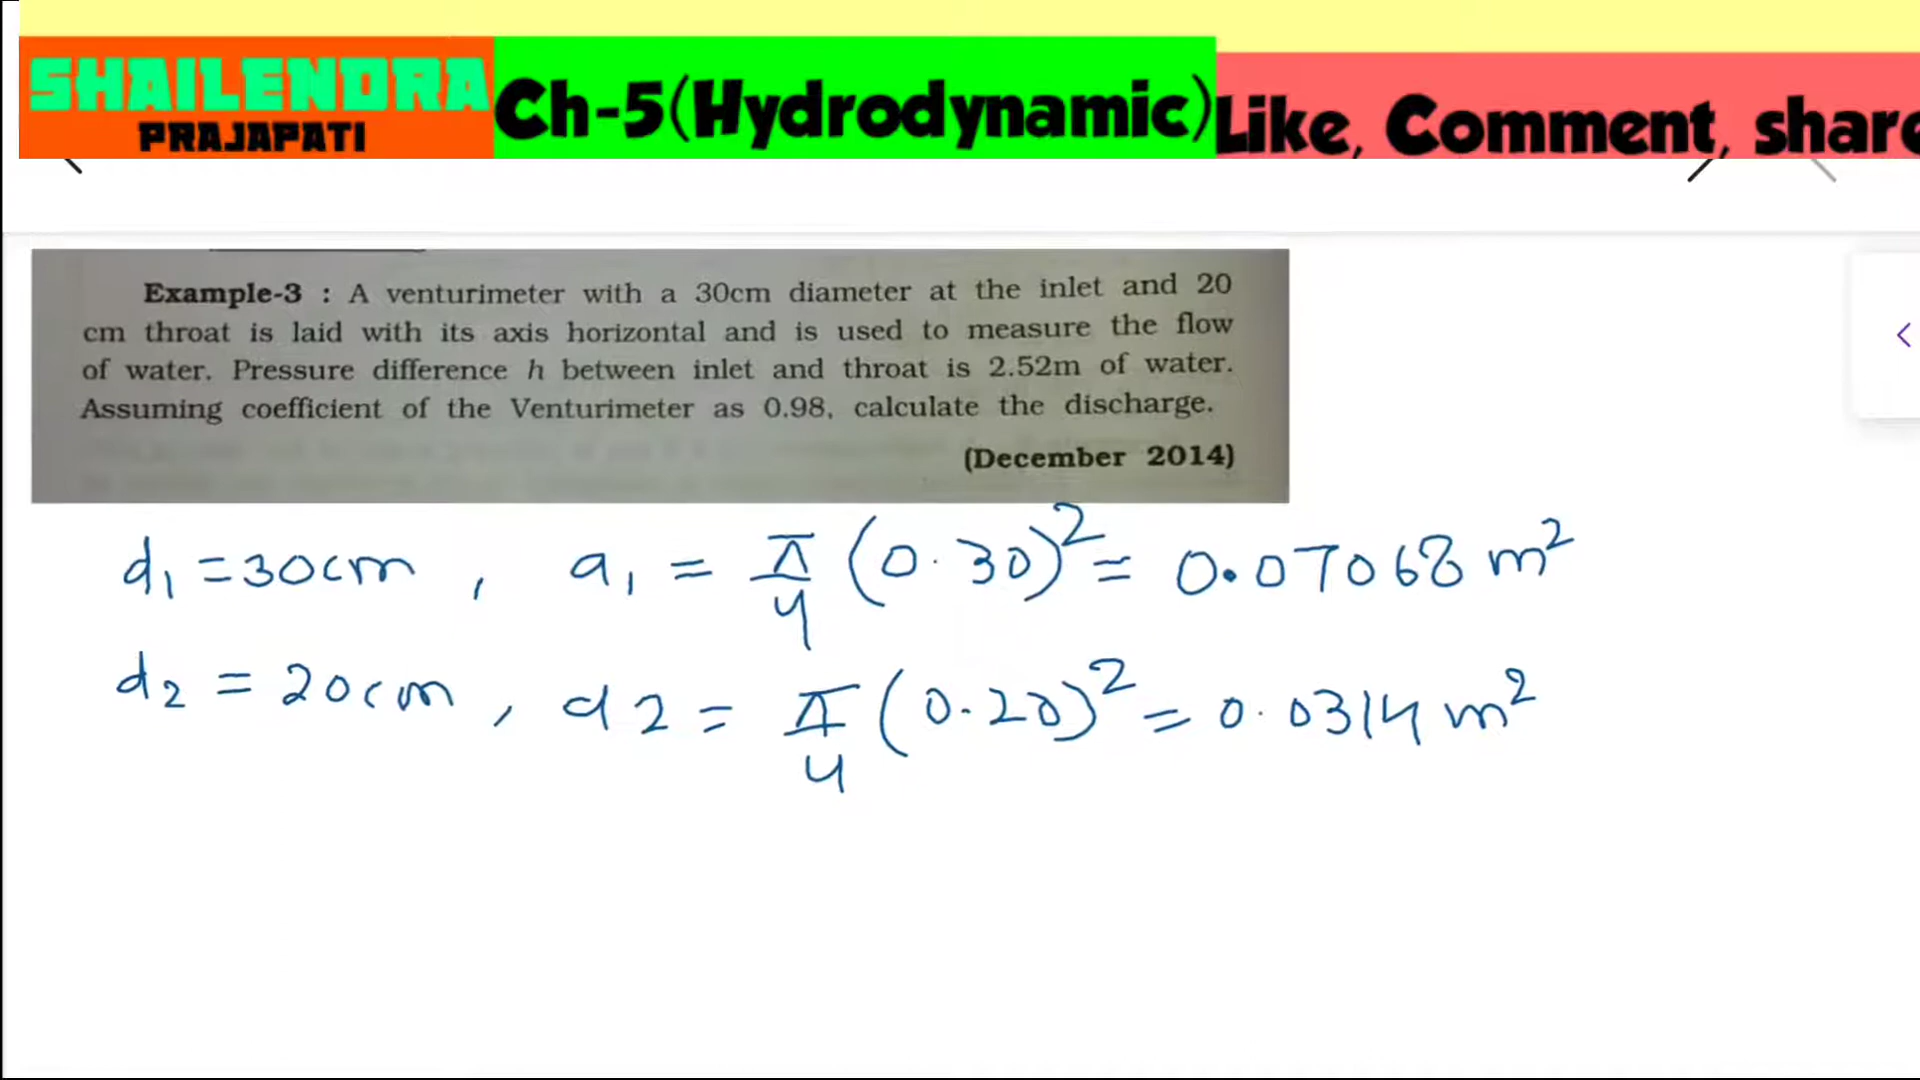 SHAILENDRA
PRAJAPATI
Ch-5(Hydrodynamic)
Like, Comment, share
Example-3 : A venturimeter with a 30cm diameter at the inlet and 20
cm throat is laid with its axis horizontal and is used to measure the flow
of water. Pressure difference h between inlet and throat is 2.52m of water.
Assuming coefficient of the Venturimeter as 0.98, calculate the discharge.
(December 2014)
d₁ = 30cm , a₁ = π/4 (0.30)² = 0.07068 m²
d₂ = 20cm , a2 = π/4 (0.20)² = 0.0314 m²